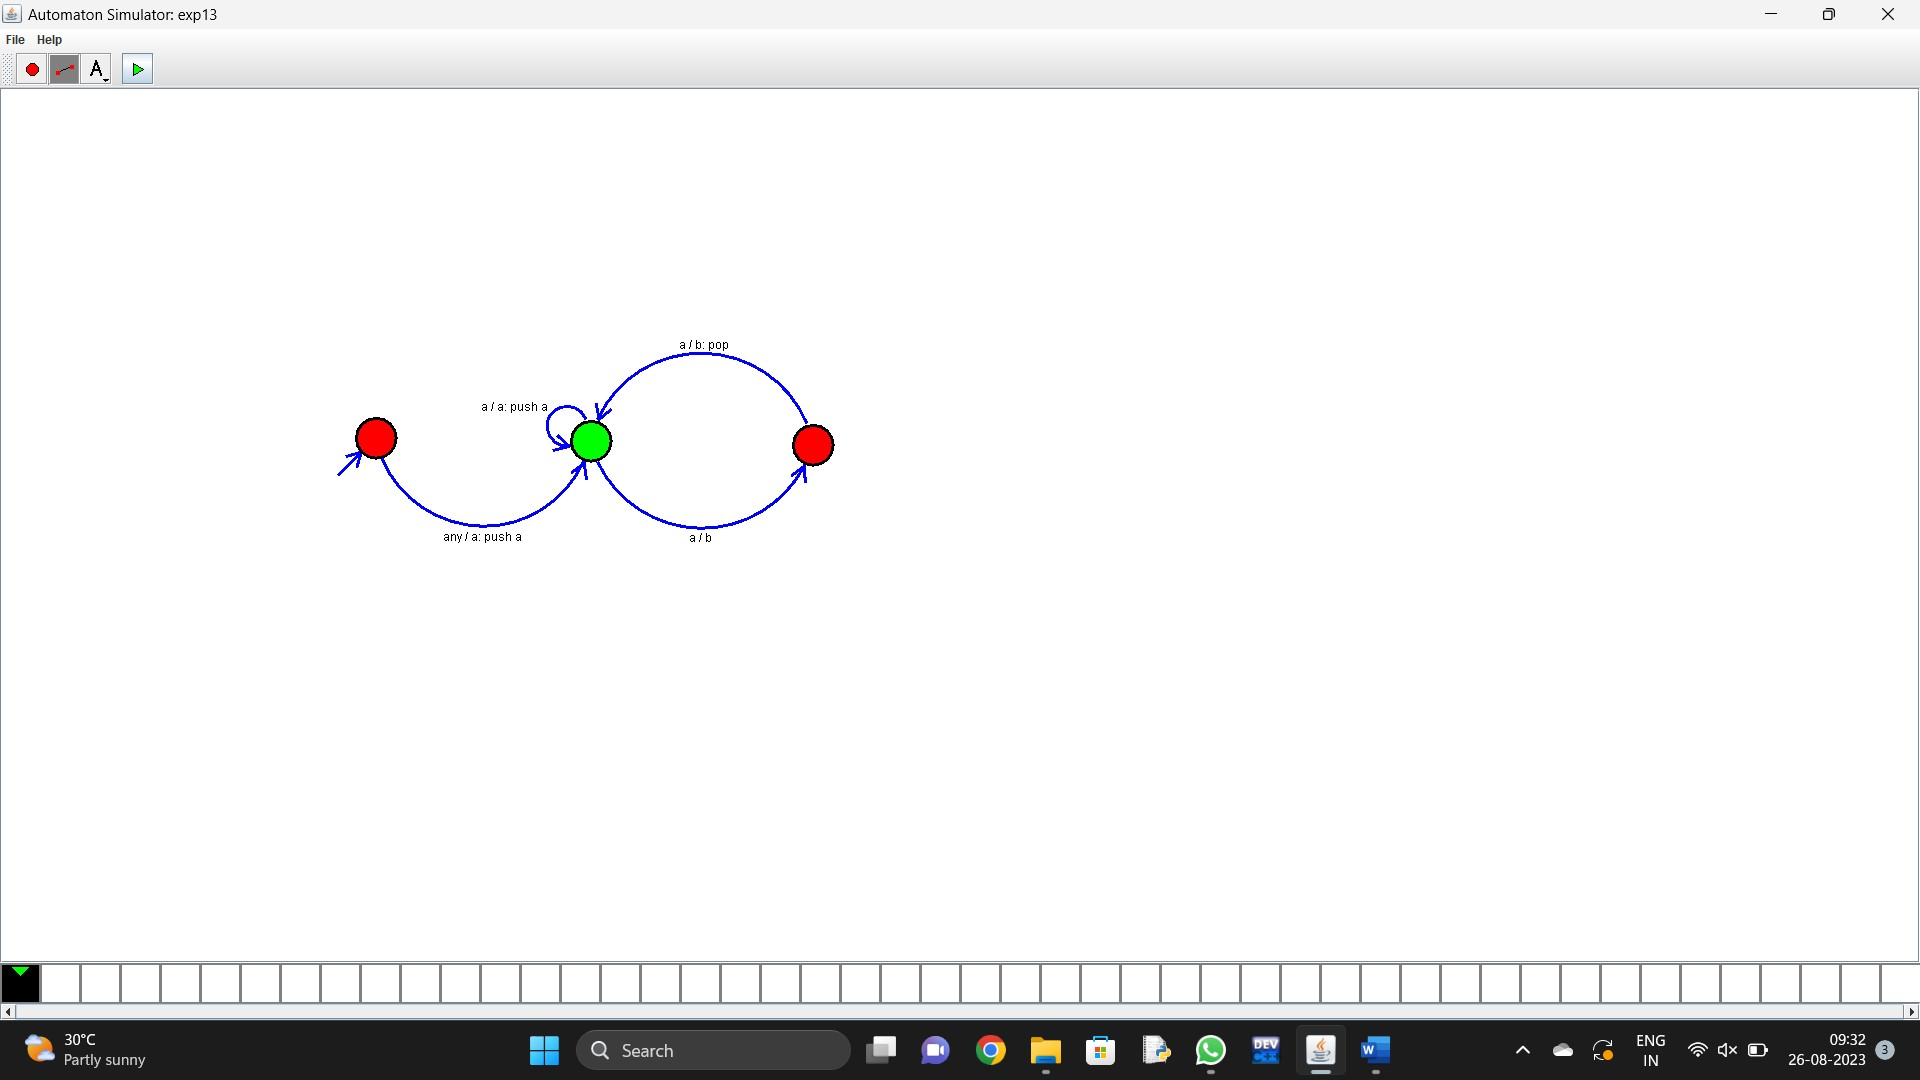 Automaton Simulator: exp13
File Help
A
a / b: pop
a / a: push a
any / a: push a
a / b
30°C
Partly sunny
Search
DEV
C++
W
ENG
IN
09:32
26-08-2023
3